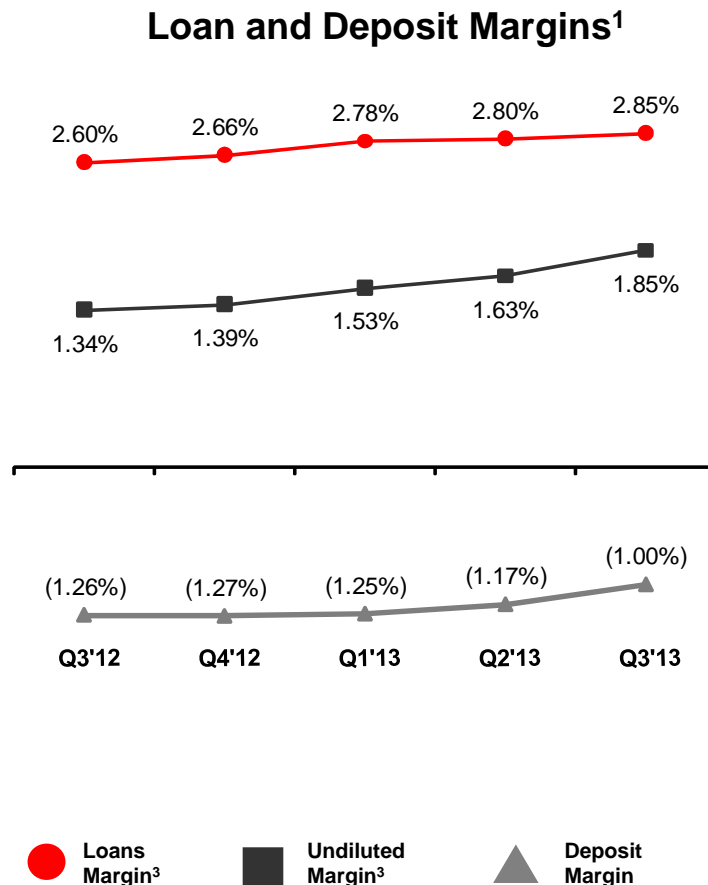 Loan and Deposit Margins¹
2.60% 2.66% 2.78% 2.80% 2.85%
1.34% 1.39% 1.53% 1.63% 1.85%
(1.26%) (1.27%) (1.25%) (1.17%) (1.00%)
Q3'12 Q4'12 Q1'13 Q2'13 Q3'13
Loans Undiluted Deposit
Margin³ Margin³ Margin